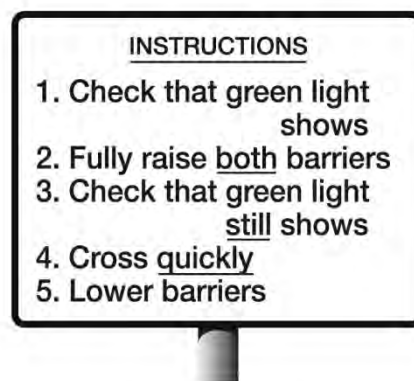 INSTRUCTIONS
1. Check that green light
shows
2. Fully raise both barriers
3. Check that green light
still shows
4. Cross quickly
5. Lower barriers